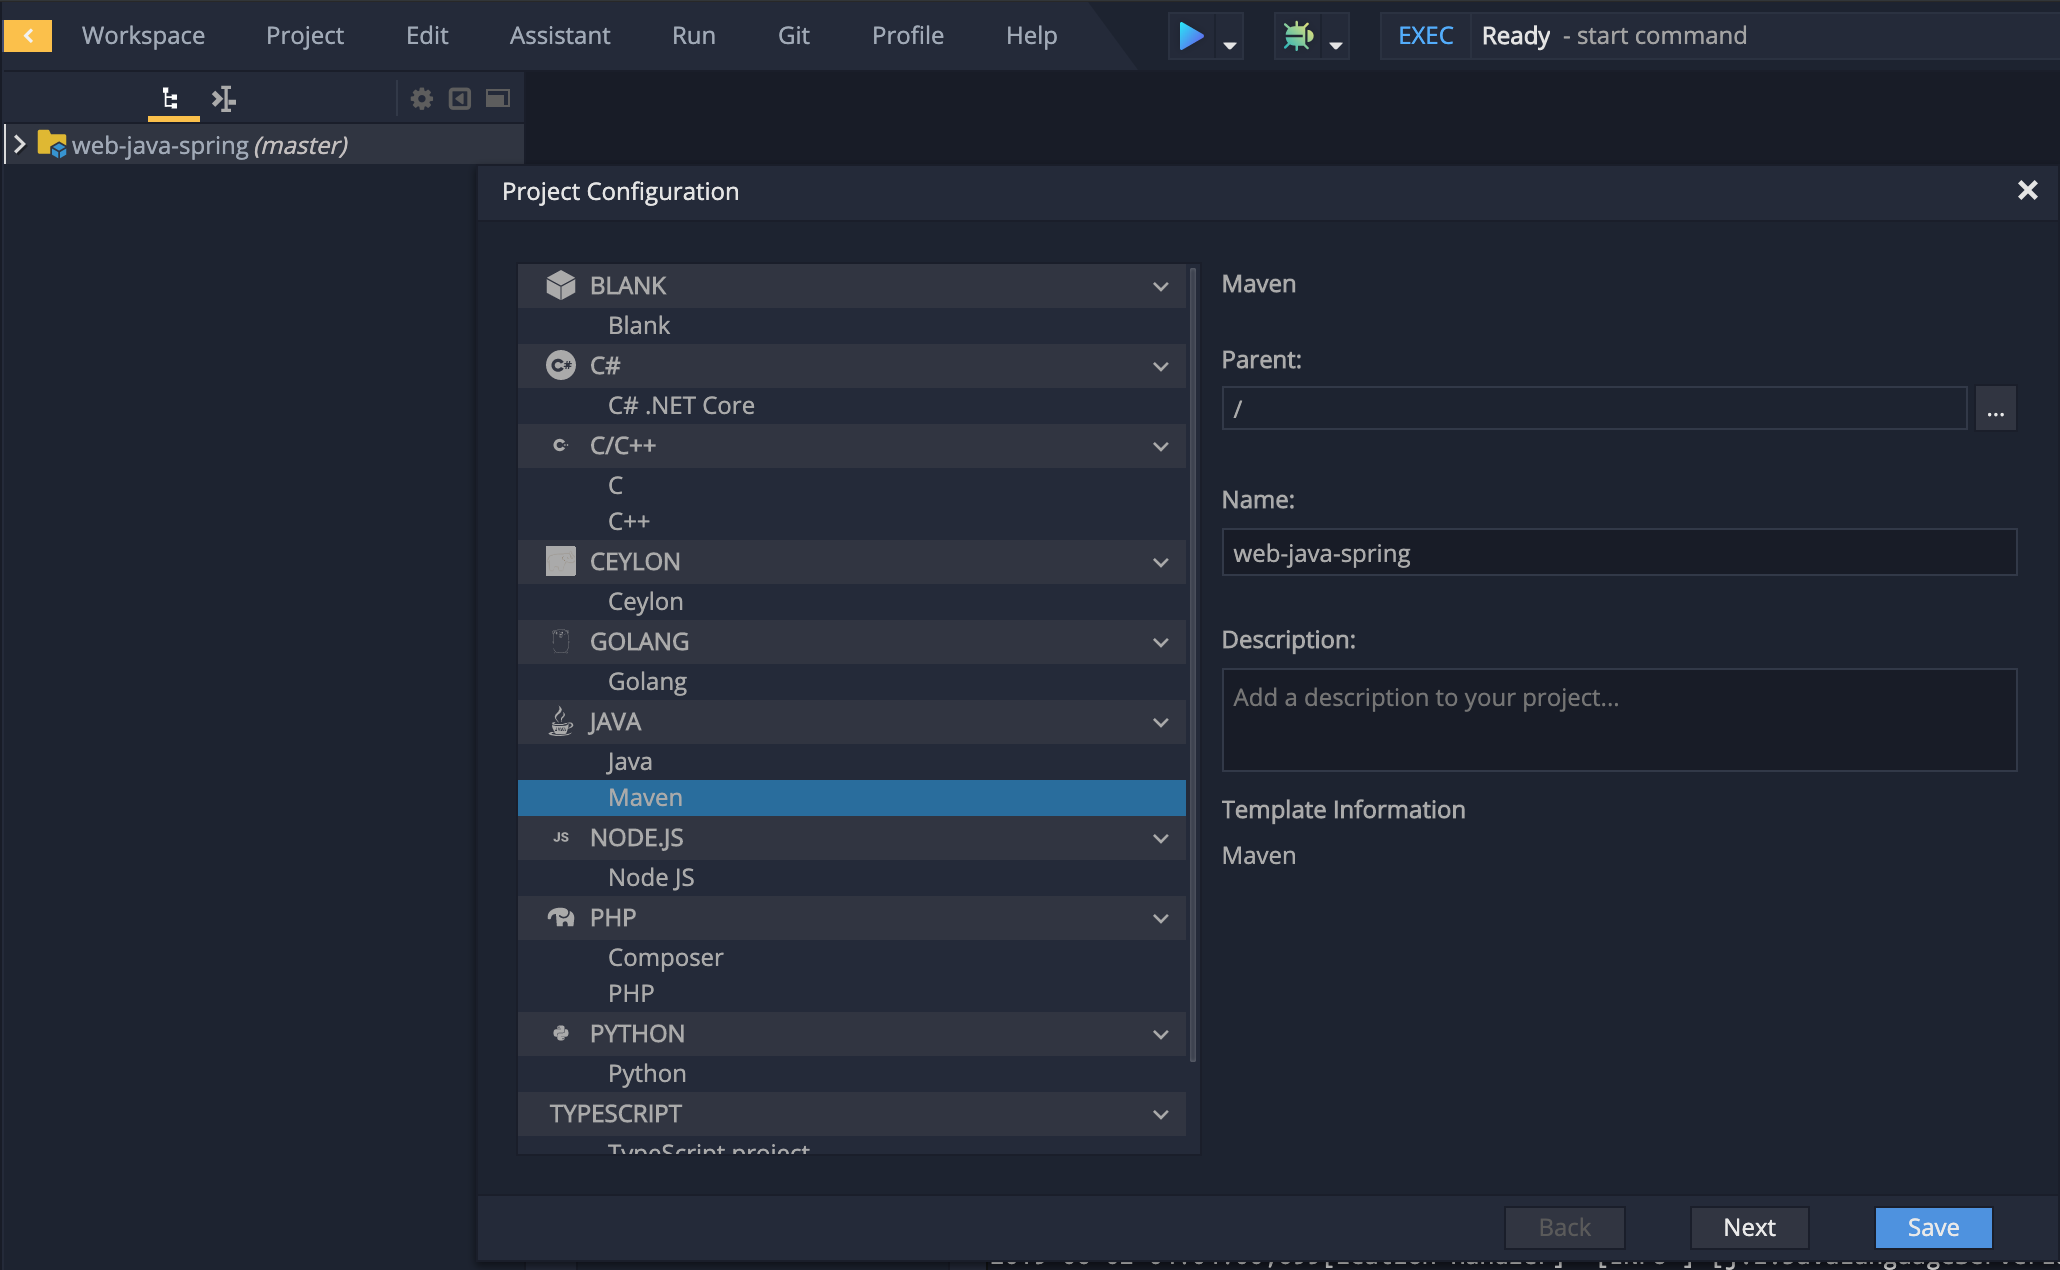 Workspace Project Edit Assistant Run Git Profile Help EXEC Ready - start command
web-java-spring (master)
Project Configuration
BLANK
Blank
C#
C# .NET Core
C/C++
C
C++
CEYLON
Ceylon
GOLANG
Golang
JAVA
Java
Maven
NODE.JS
Node JS
PHP
Composer
PHP
PYTHON
Python
TYPESCRIPT
TypeScript project
Maven
Parent:
/
...
Name:
web-java-spring
Description:
Add a description to your project...
Template Information
Maven
Back Next Save